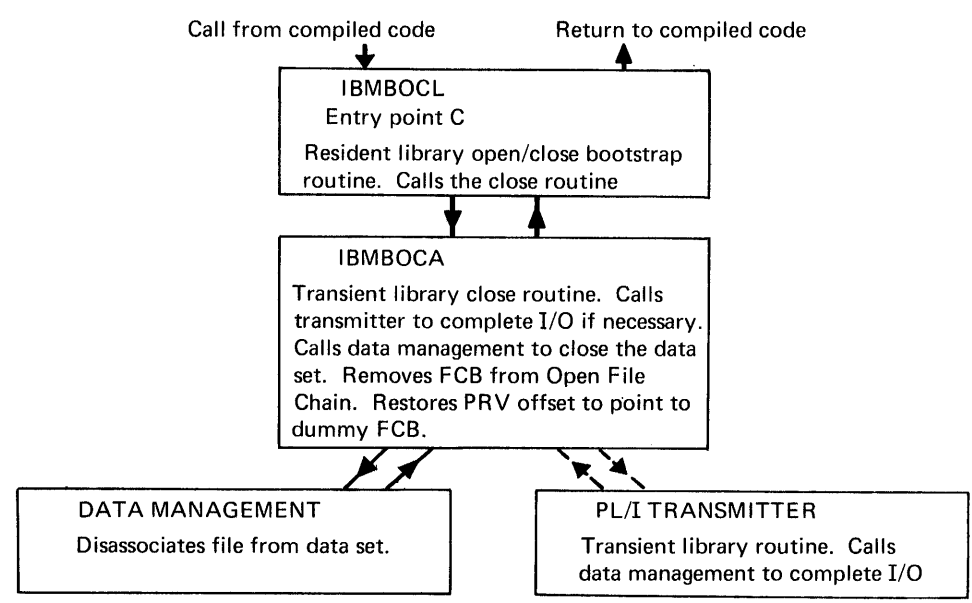 Call from compiled code
Return to compiled code
IBMBOCL
Entry point C
Resident library open/close bootstrap
routine. Calls the close routine
IBMBOCA
Transient library close routine. Calls
transmitter to complete I/O if necessary.
Calls data management to close the data
set. Removes FCB from Open File
Chain. Restores PRV offset to point to
dummy FCB.
DATA MANAGEMENT
Disassociates file from data set.
PL/I TRANSMITTER
Transient library routine. Calls
data management to complete I/O